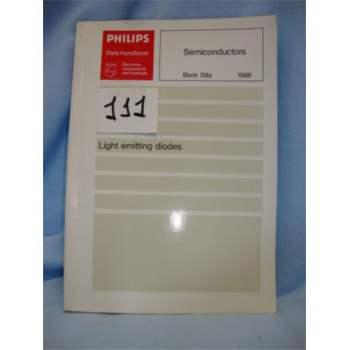 PHILIPS
Data handbook
Electronic
components
and materials
Semiconductors
Book S8a 1986
111
Light emitting diodes